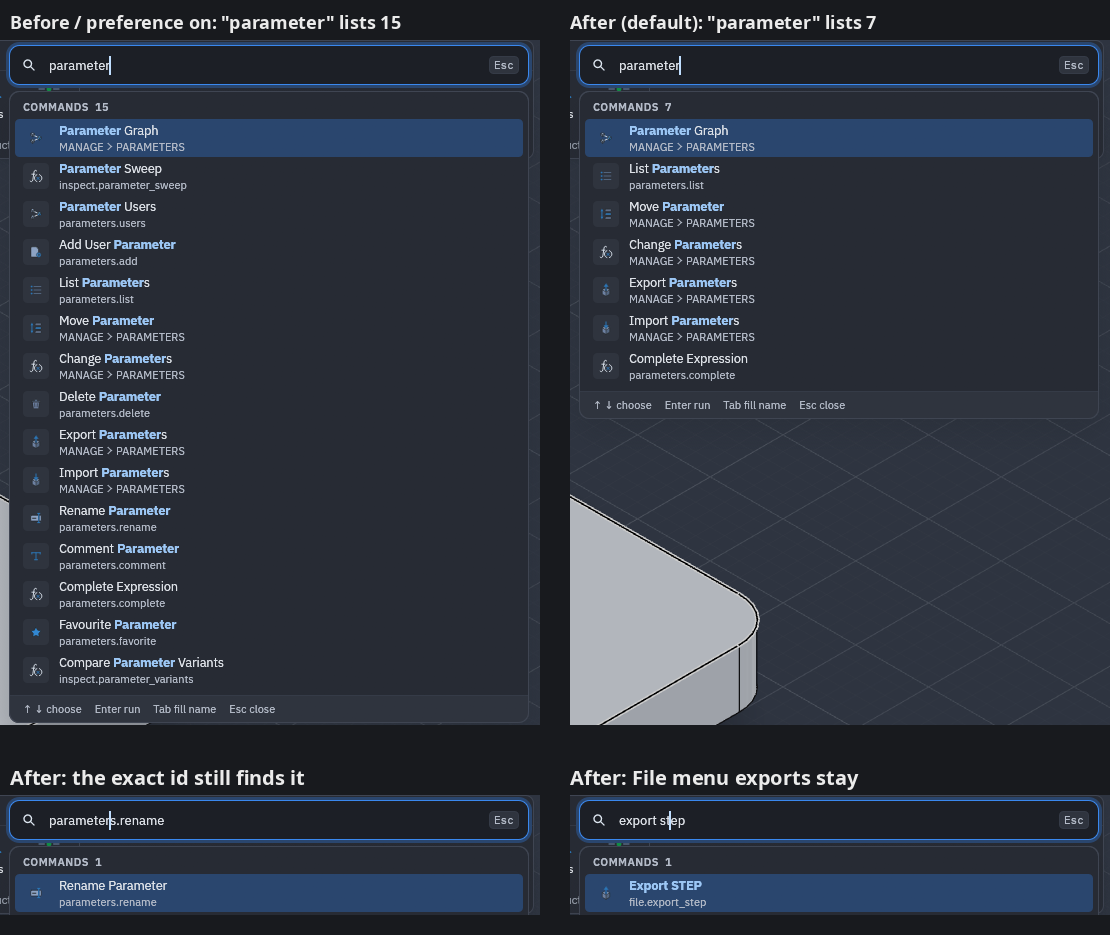 Before / preference on: "parameter" lists 15
parameter
Esc
COMMANDS 15
Parameter Graph
MANAGE > PARAMETERS
Parameter Sweep
inspect.parameter_sweep
Parameter Users
parameters.users
Add User Parameter
parameters.add
List Parameters
parameters.list
Move Parameter
MANAGE > PARAMETERS
Change Parameters
MANAGE > PARAMETERS
Delete Parameter
parameters.delete
Export Parameters
MANAGE > PARAMETERS
Import Parameters
MANAGE > PARAMETERS
Rename Parameter
parameters.rename
Comment Parameter
parameters.comment
Complete Expression
parameters.complete
Favourite Parameter
parameters.favorite
Compare Parameter Variants
inspect.parameter_variants
↑ ↓ choose Enter run Tab fill name Esc close
After (default): "parameter" lists 7
parameter
Esc
COMMANDS 7
Parameter Graph
MANAGE > PARAMETERS
List Parameters
parameters.list
Move Parameter
MANAGE > PARAMETERS
Change Parameters
MANAGE > PARAMETERS
Export Parameters
MANAGE > PARAMETERS
Import Parameters
MANAGE > PARAMETERS
Complete Expression
parameters.complete
↑ ↓ choose Enter run Tab fill name Esc close
After: the exact id still finds it
parameters.rename
Esc
COMMANDS 1
Rename Parameter
parameters.rename
After: File menu exports stay
export step
Esc
COMMANDS 1
Export STEP
file.export_step